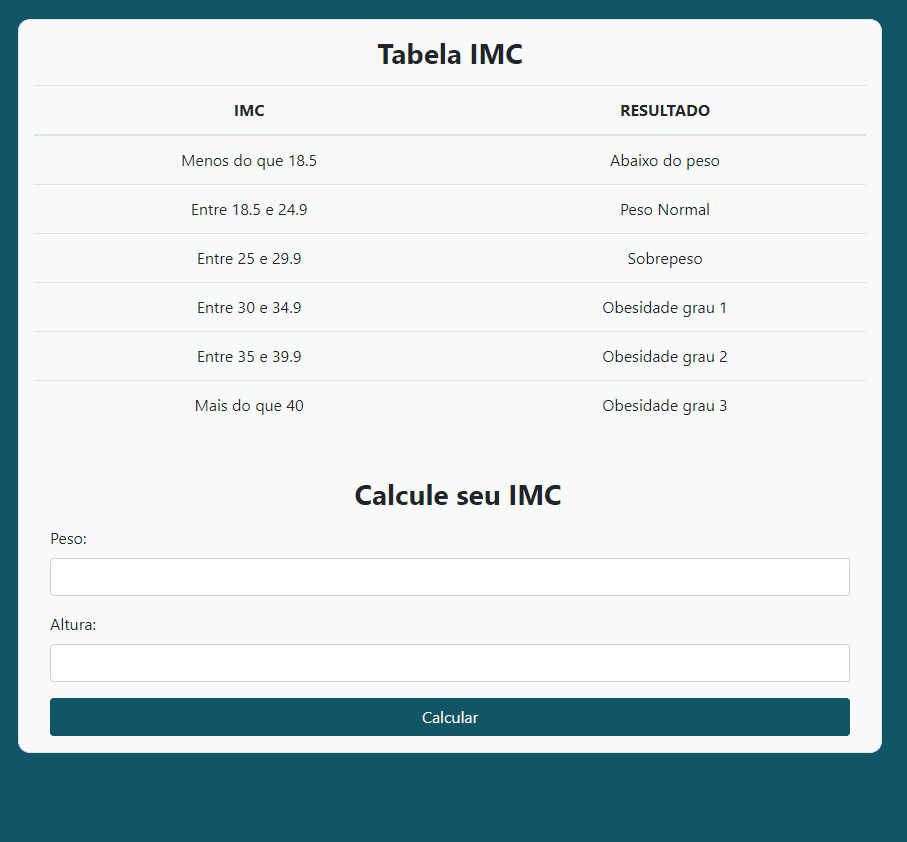 Tabela IMC
IMC RESULTADO
Menos do que 18.5 Abaixo do peso
Entre 18.5 e 24.9 Peso Normal
Entre 25 e 29.9 Sobrepeso
Entre 30 e 34.9 Obesidade grau 1
Entre 35 e 39.9 Obesidade grau 2
Mais do que 40 Obesidade grau 3
Calcule seu IMC
Peso:
Altura:
Calcular